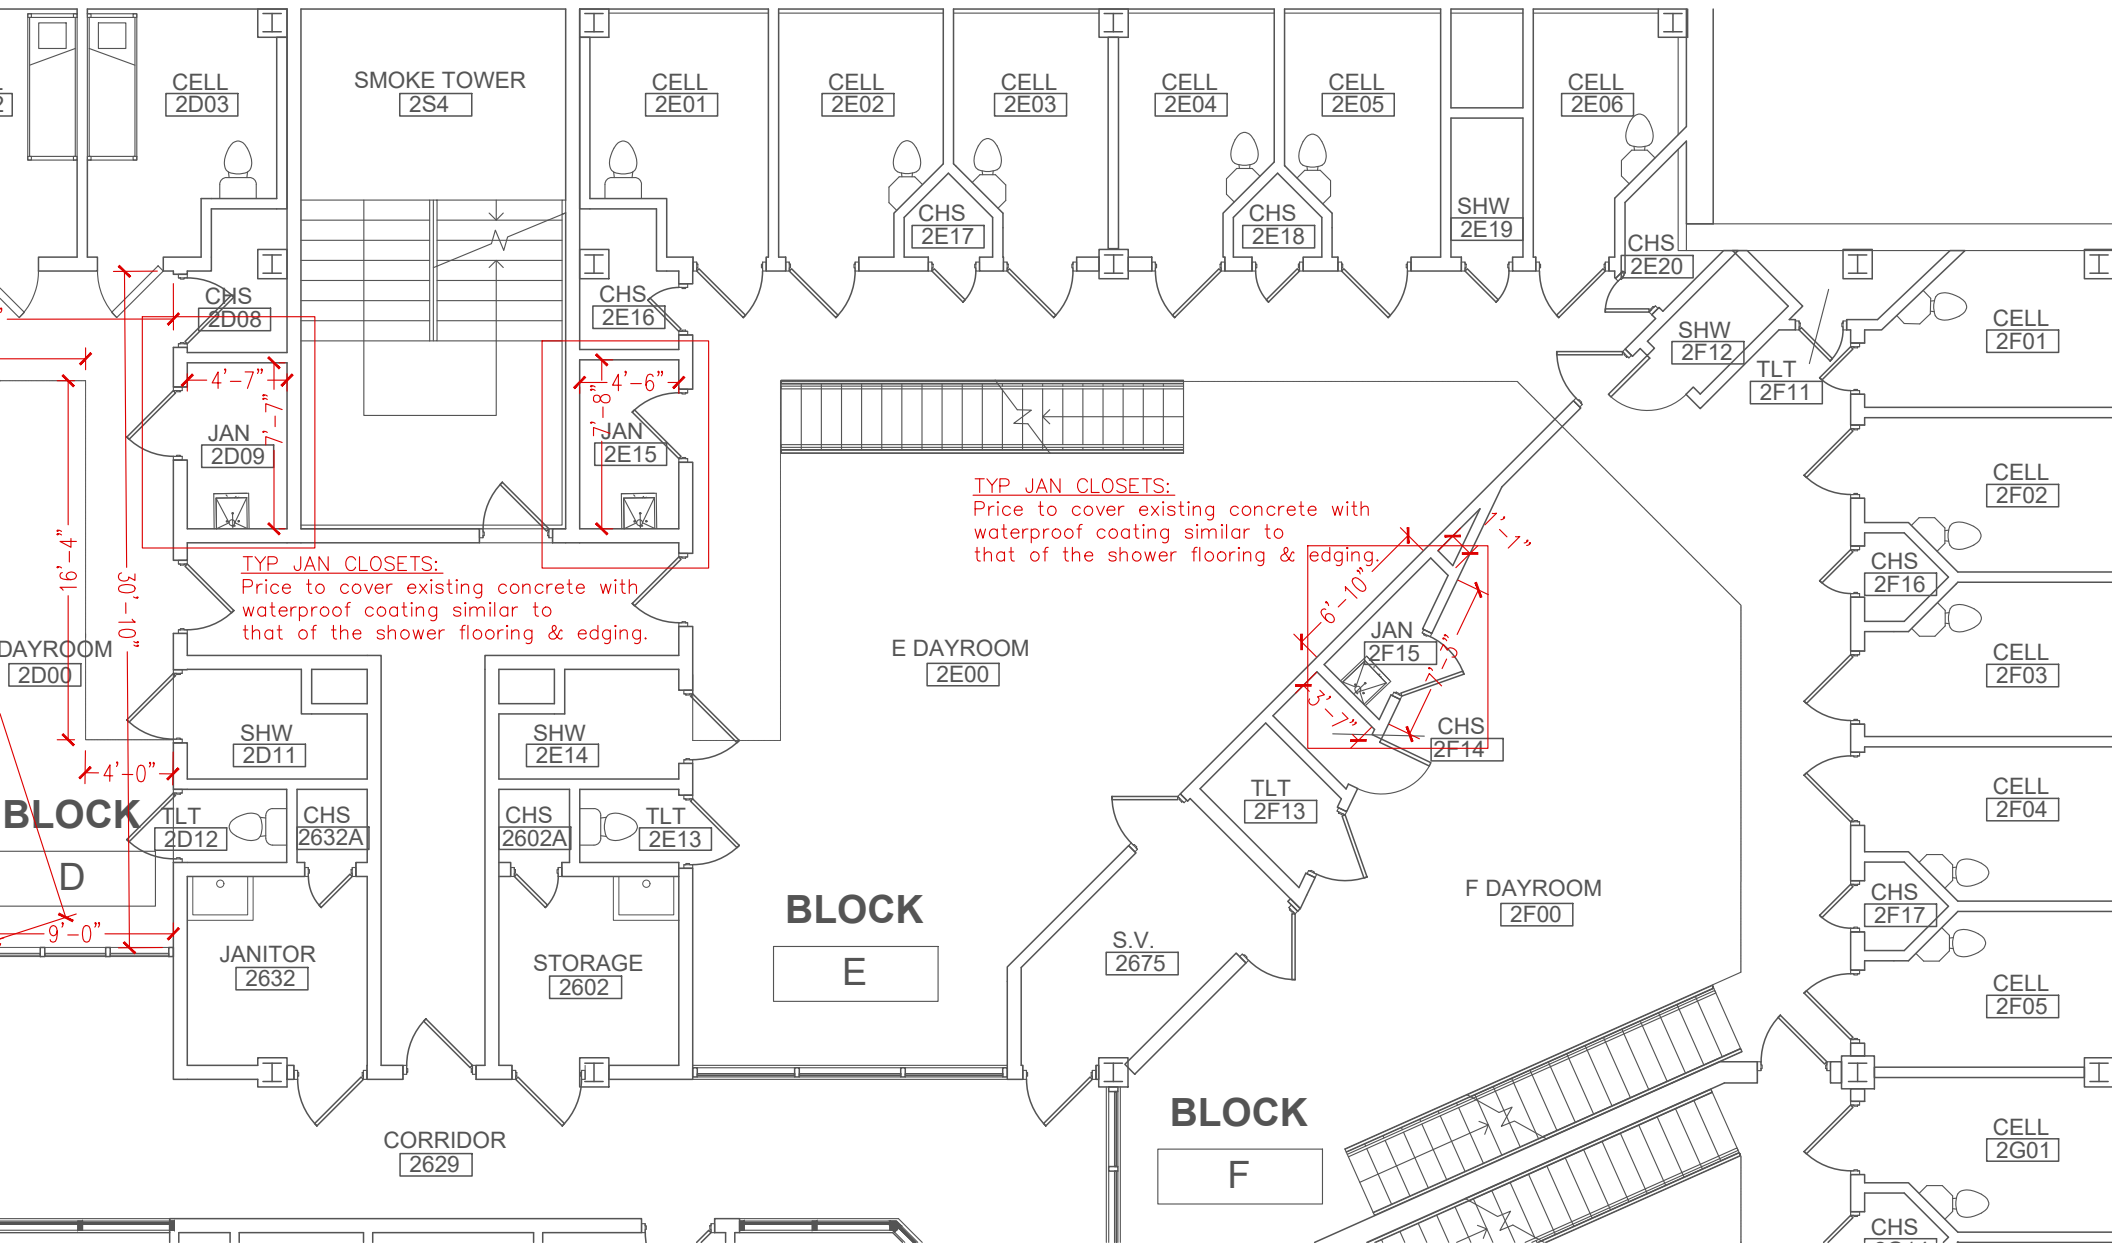 CELL
2D03
SMOKE TOWER
2S4
CELL
2E01
CELL
2E02
CELL
2E03
CELL
2E04
CELL
2E05
CELL
2E06
CHS
2E17
CHS
2E18
SHW
2E19
CHS
2E20
CHS
2D08
CHS
2E16
SHW
2F12
TLT
2F11
CELL
2F01
4'-7"
7'-7"
JAN
2D09
4'-6"
7'-8"
JAN
2E15
TYP JAN CLOSETS:
Price to cover existing concrete with
waterproof coating similar to
that of the shower flooring & edging.
TYP JAN CLOSETS:
Price to cover existing concrete with
waterproof coating similar to
that of the shower flooring & edging.
1'-1"
6'-10"
CELL
2F02
CHS
2F16
16'-4"
30'-10"
DAYROOM
2D00
E DAYROOM
2E00
JAN
2F15
3'-7"
CHS
2F14
CELL
2F03
SHW
2D11
SHW
2E14
4'-0"
BLOCK
D
TLT
2D12
CHS
2632A
CHS
2602A
TLT
2E13
TLT
2F13
CELL
2F04
9'-0"
JANITOR
2632
STORAGE
2602
BLOCK
E
S.V.
2675
F DAYROOM
2F00
CHS
2F17
CELL
2F05
CORRIDOR
2629
BLOCK
F
CELL
2G01
CHS